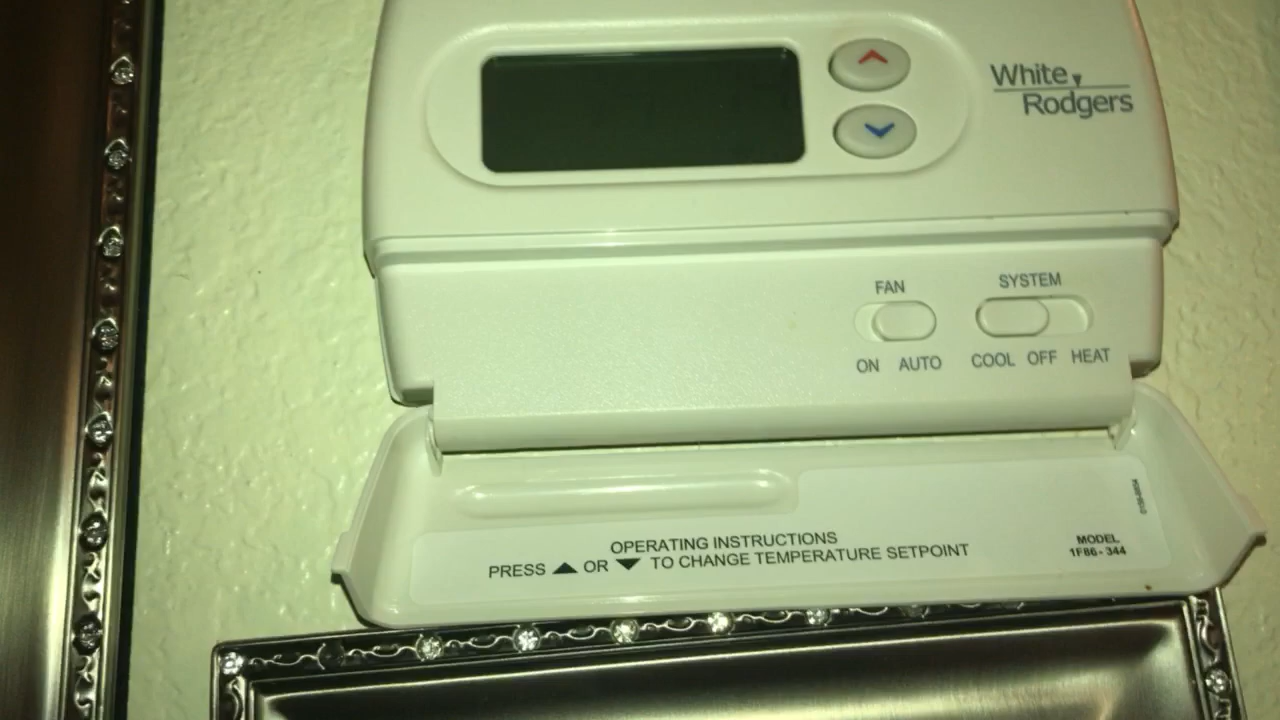 White
Rodgers
FAN
SYSTEM
ON AUTO
COOL OFF HEAT
OPERATING INSTRUCTIONS
PRESS ▲ OR ▼ TO CHANGE TEMPERATURE SETPOINT
MODEL
1F86-344